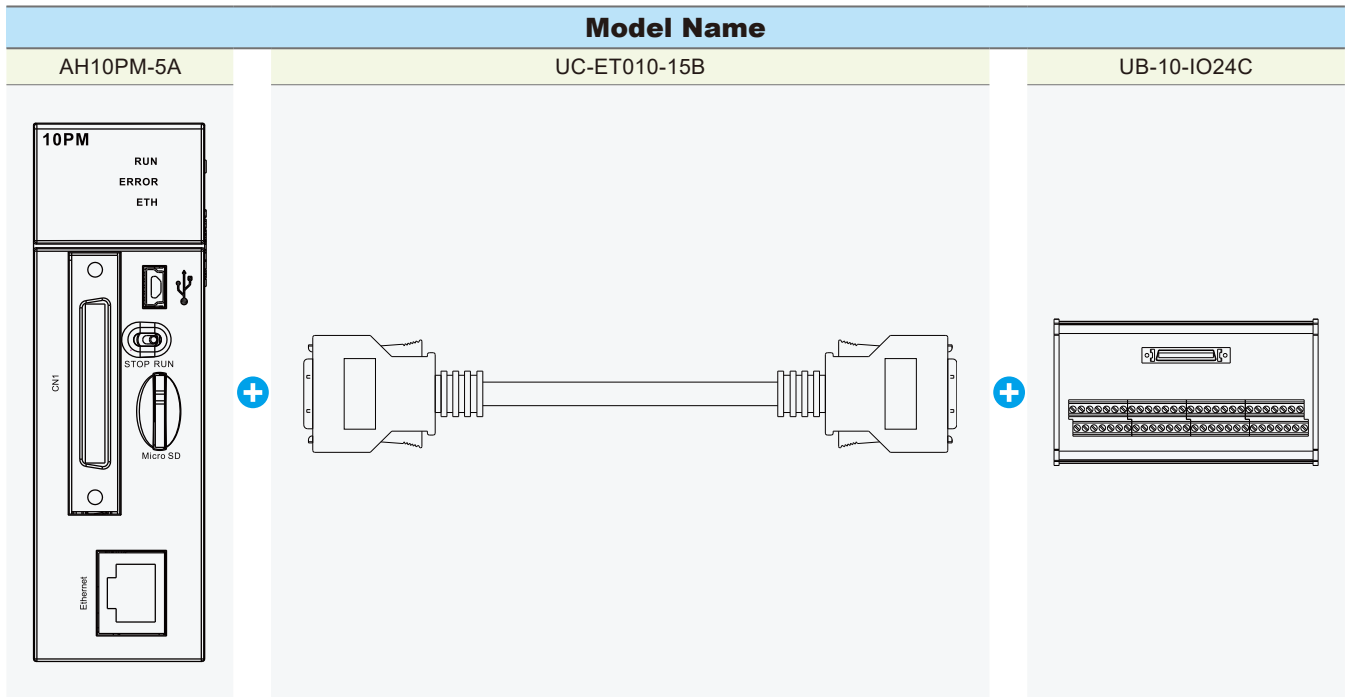 Model Name
AH10PM-5A
UC-ET010-15B
UB-10-IO24C
10PM
RUN
ERROR
ETH
STOP RUN
CN1
Micro SD
Ethernet